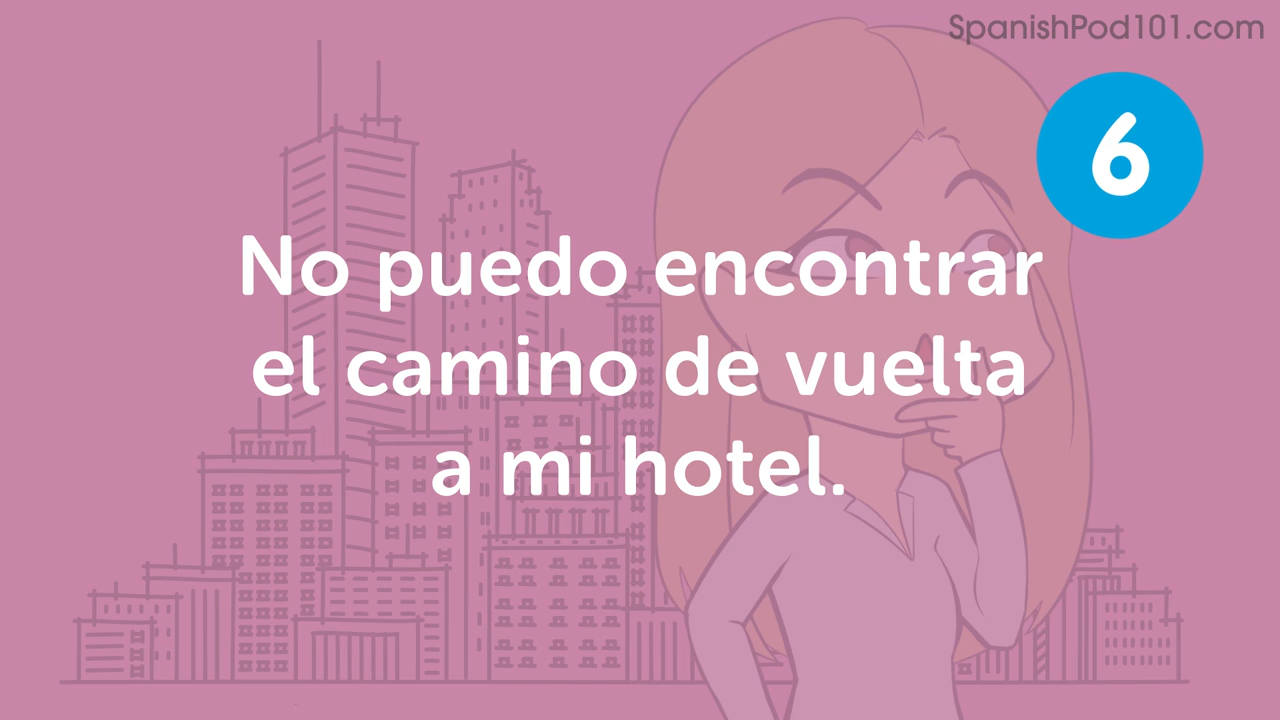 SpanishPod101.com
6
No puedo encontrar
el camino de vuelta
a mi hotel.